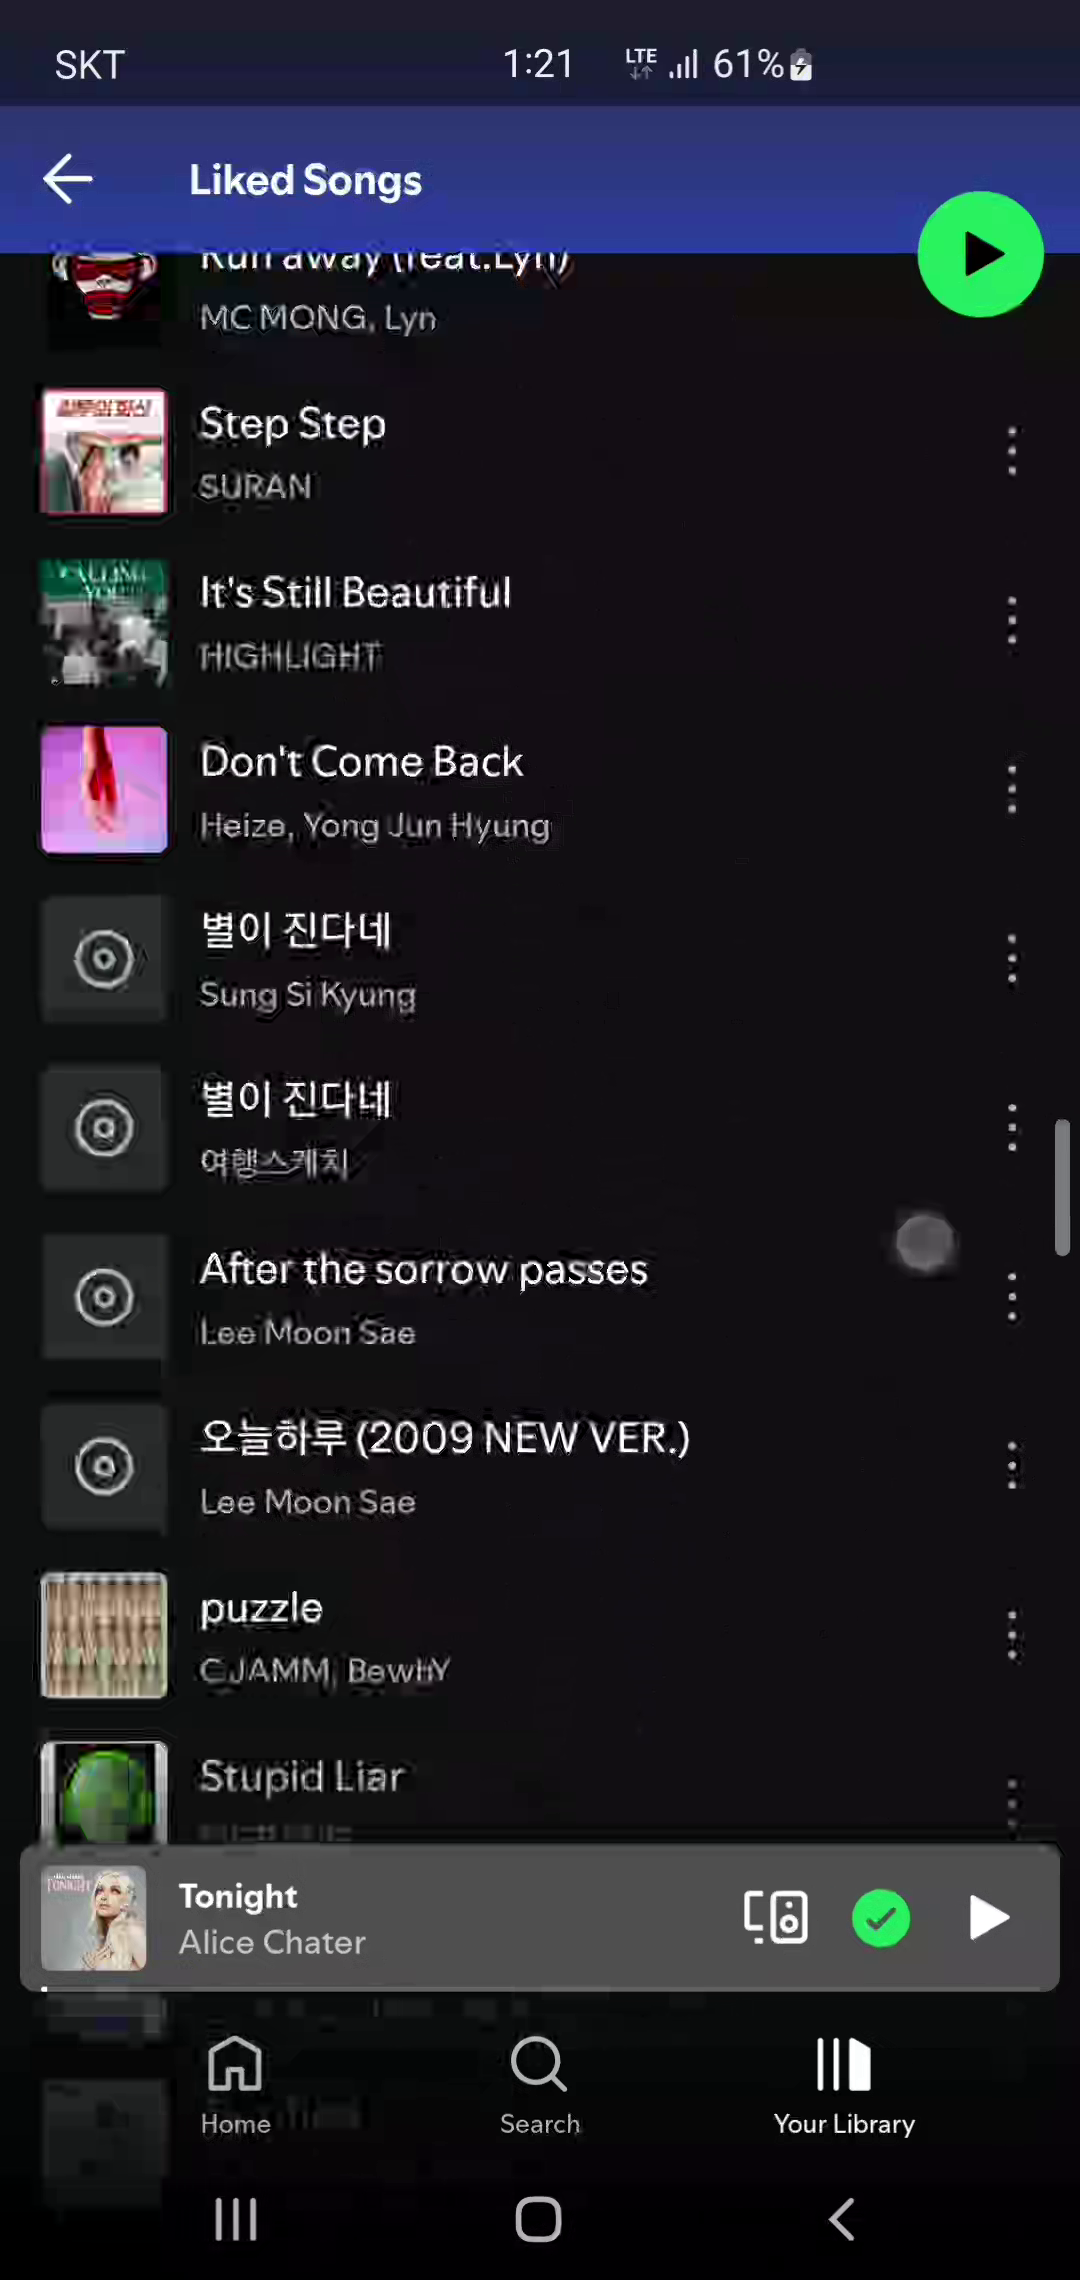 SKT
1:21
LTE
61%
Liked Songs
Run away (feat.Lyn)
MC MONG, Lyn
Step Step
SURAN
It's Still Beautiful
HIGHLIGHT
Don't Come Back
Heize, Yong Jun Hyung
별이 진다네
Sung Si Kyung
별이 진다네
여행스케치
After the sorrow passes
Lee Moon Sae
오늘하루 (2009 NEW VER.)
Lee Moon Sae
puzzle
CJAMM, BewhY
Stupid Liar
TONIGHT
Tonight
Alice Chater
Home
Search
Your Library